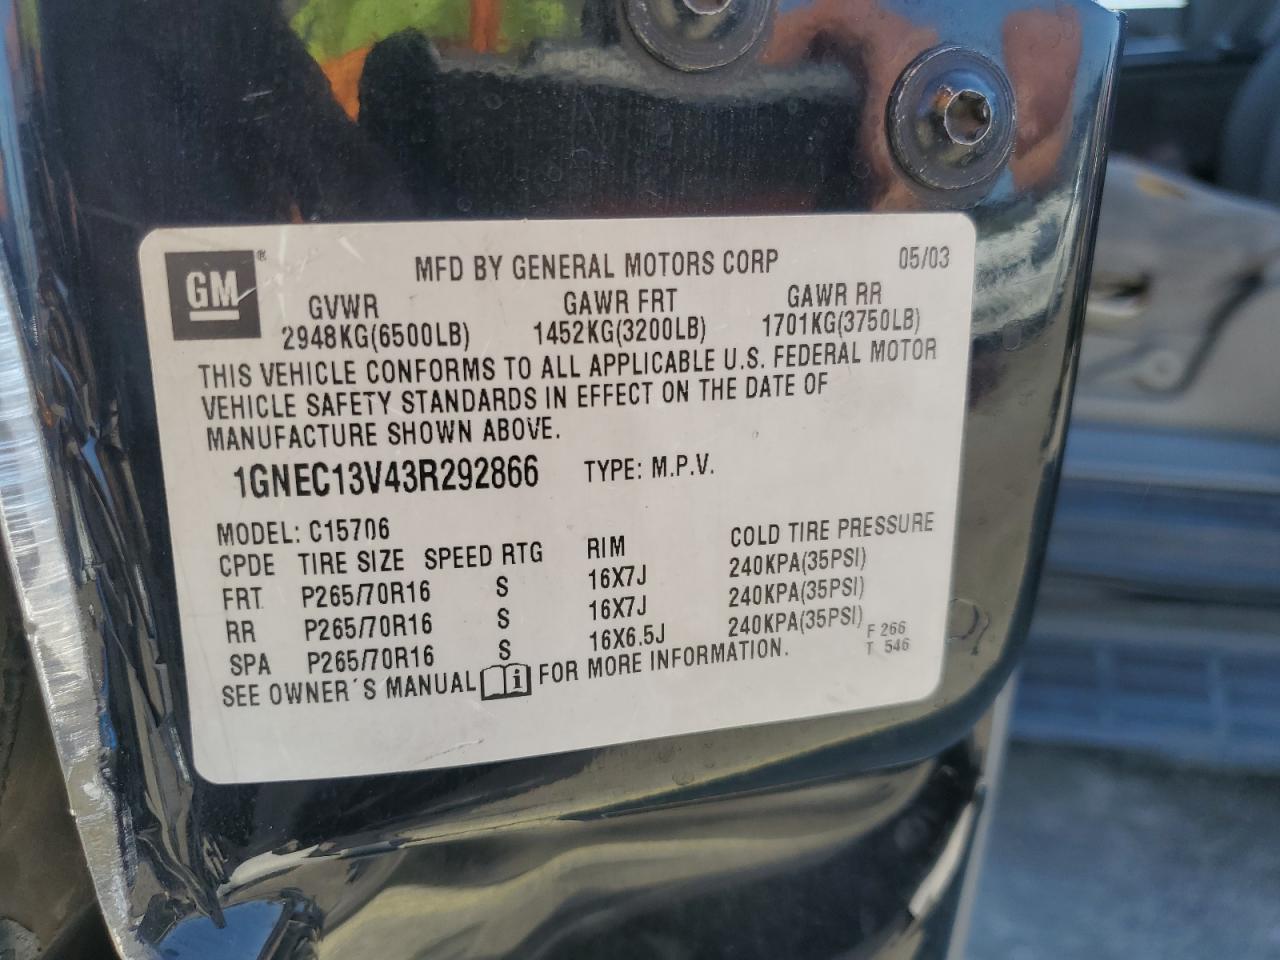 GM ® MFD BY GENERAL MOTORS CORP 05/03
GVWR GAWR FRT GAWR RR
2948KG(6500LB) 1452KG(3200LB) 1701KG(3750LB)
THIS VEHICLE CONFORMS TO ALL APPLICABLE U.S. FEDERAL MOTOR
VEHICLE SAFETY STANDARDS IN EFFECT ON THE DATE OF
MANUFACTURE SHOWN ABOVE.
1GNEC13V43R292866 TYPE: M.P.V.
MODEL: C15706
CPDE TIRE SIZE SPEED RTG RIM COLD TIRE PRESSURE
FRT P265/70R16 S 16X7J 240KPA(35PSI)
RR P265/70R16 S 16X7J 240KPA(35PSI)
SPA P265/70R16 S 16X6.5J 240KPA(35PSI)
SEE OWNER´S MANUAL i FOR MORE INFORMATION.
F 266
T 546